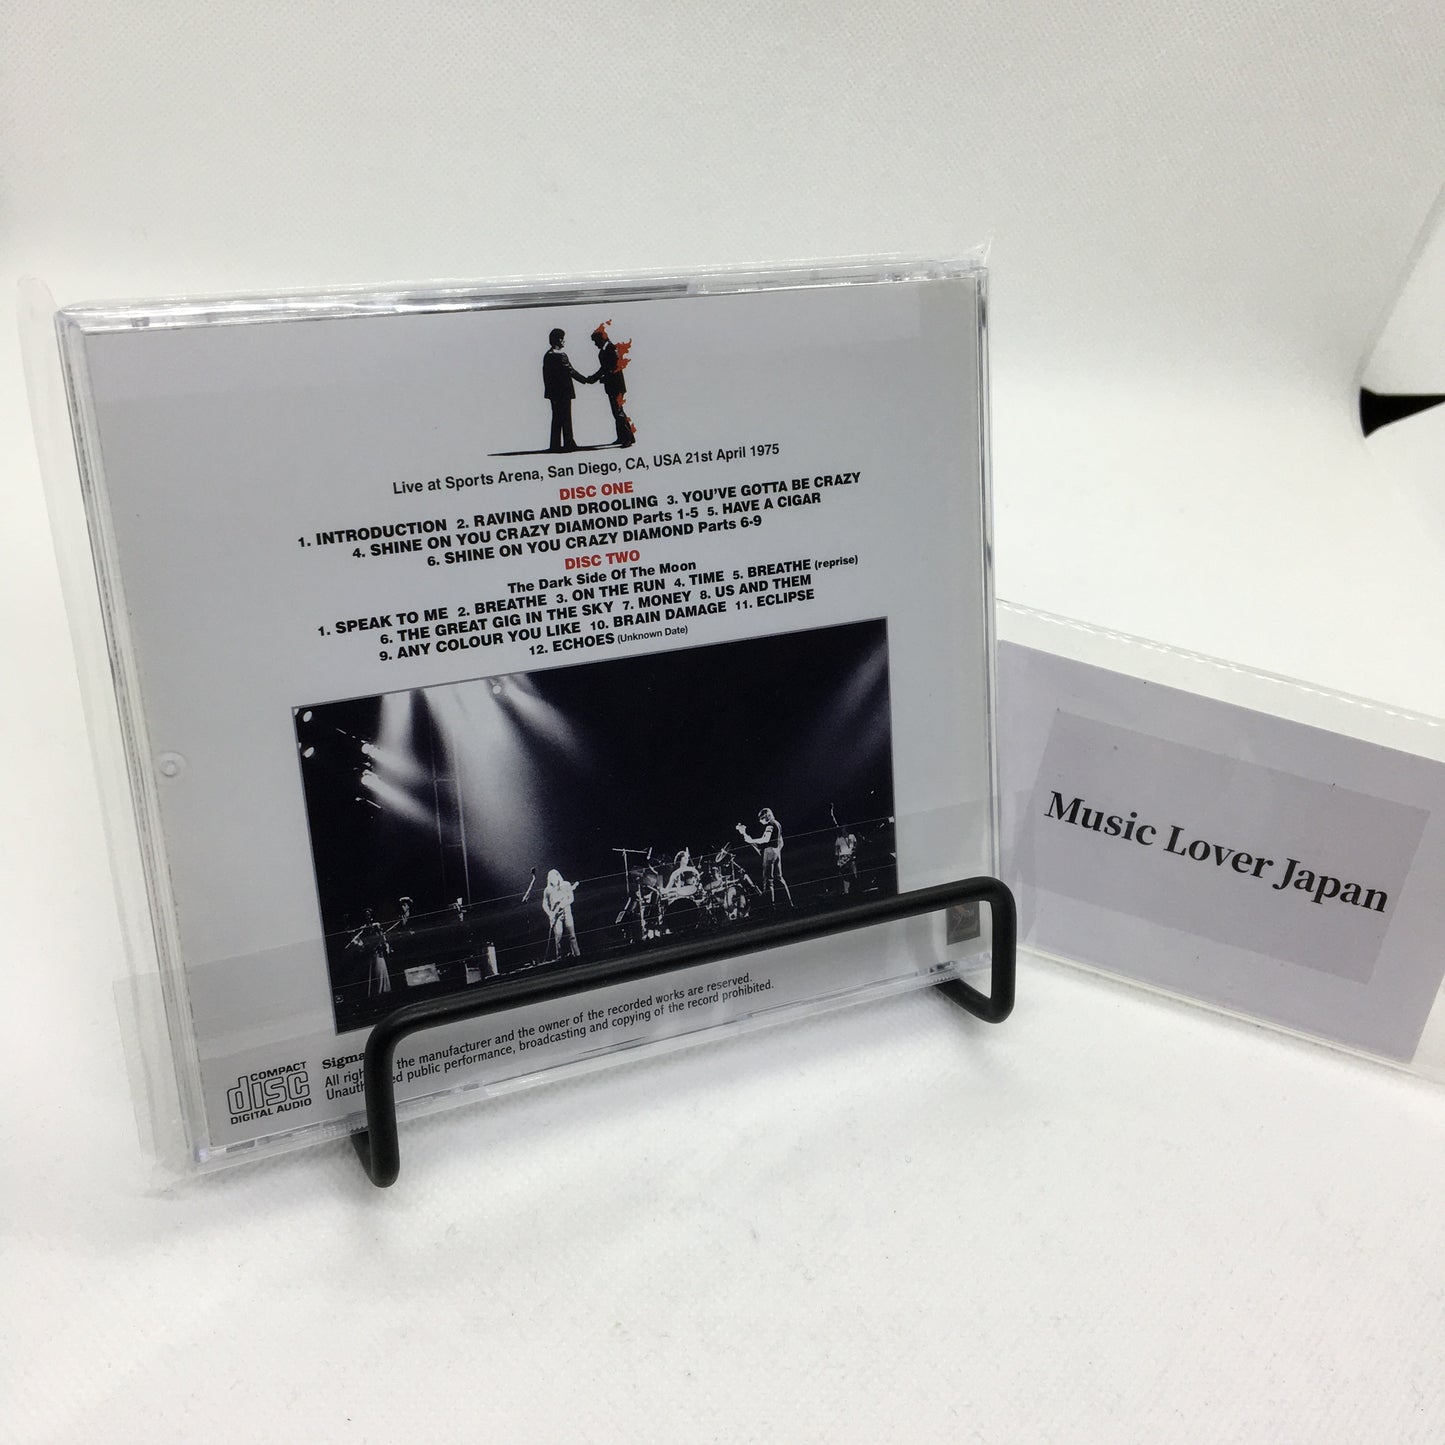 Live at Sports Arena, San Diego, CA, USA 21st April 1975
DISC ONE
1. INTRODUCTION 2. RAVING AND DROOLING 3. YOU'VE GOTTA BE CRAZY
4. SHINE ON YOU CRAZY DIAMOND Parts 1-5 5. HAVE A CIGAR
6. SHINE ON YOU CRAZY DIAMOND Parts 6-9
DISC TWO
The Dark Side Of The Moon
1. SPEAK TO ME 2. BREATHE 3. ON THE RUN 4. TIME 5. BREATHE (reprise)
6. THE GREAT GIG IN THE SKY 7. MONEY 8. US AND THEM
9. ANY COLOUR YOU LIKE 10. BRAIN DAMAGE 11. ECLIPSE
12. ECHOES (Unknown Date)
COMPACT
disc
DIGITAL AUDIO
Sigma
All the manufacturer and the owner of the recorded works are reserved.
public performance, broadcasting and copying of the record prohibited.
Music Lover Japan